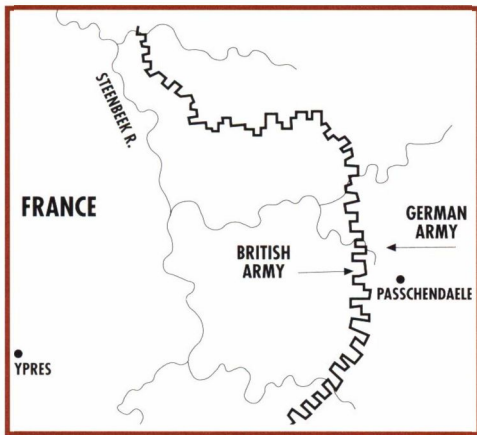 STEENBEEK R.
FRANCE
GERMAN
ARMY
BRITISH
ARMY
PASSCHENDAELE
YPRES